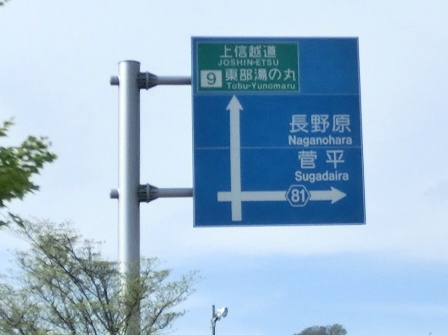 上信越道
JOSHIN-ETSU
9 東部湯の丸
Tobu-Yunomaru
長野原
Naganohara
菅平
Sugadaira
81